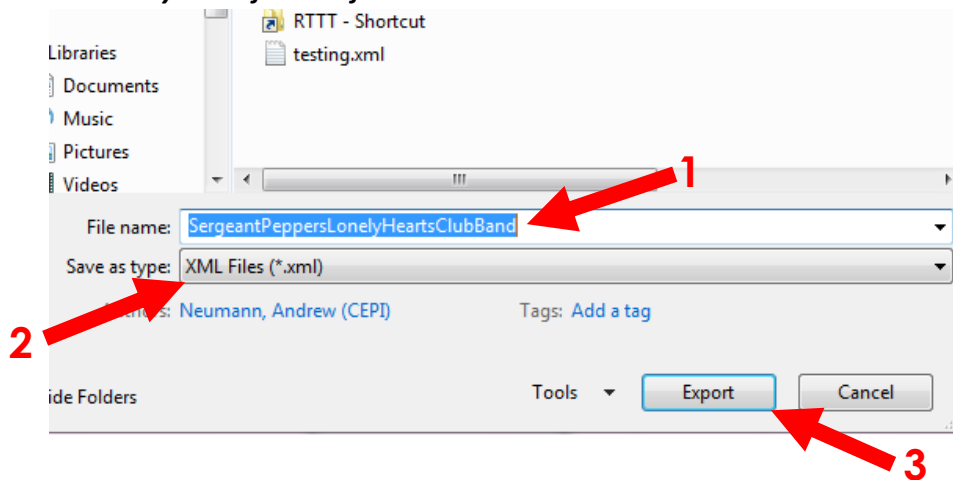 RTTT - Shortcut
Libraries
testing.xml
Documents
Music
Pictures
Videos
1
File name: SergeantPeppersLonelyHeartsClubBand
Save as type: XML Files (*.xml)
Neumann, Andrew (CEPI) Tags: Add a tag
2
ide Folders Tools Export Cancel
3